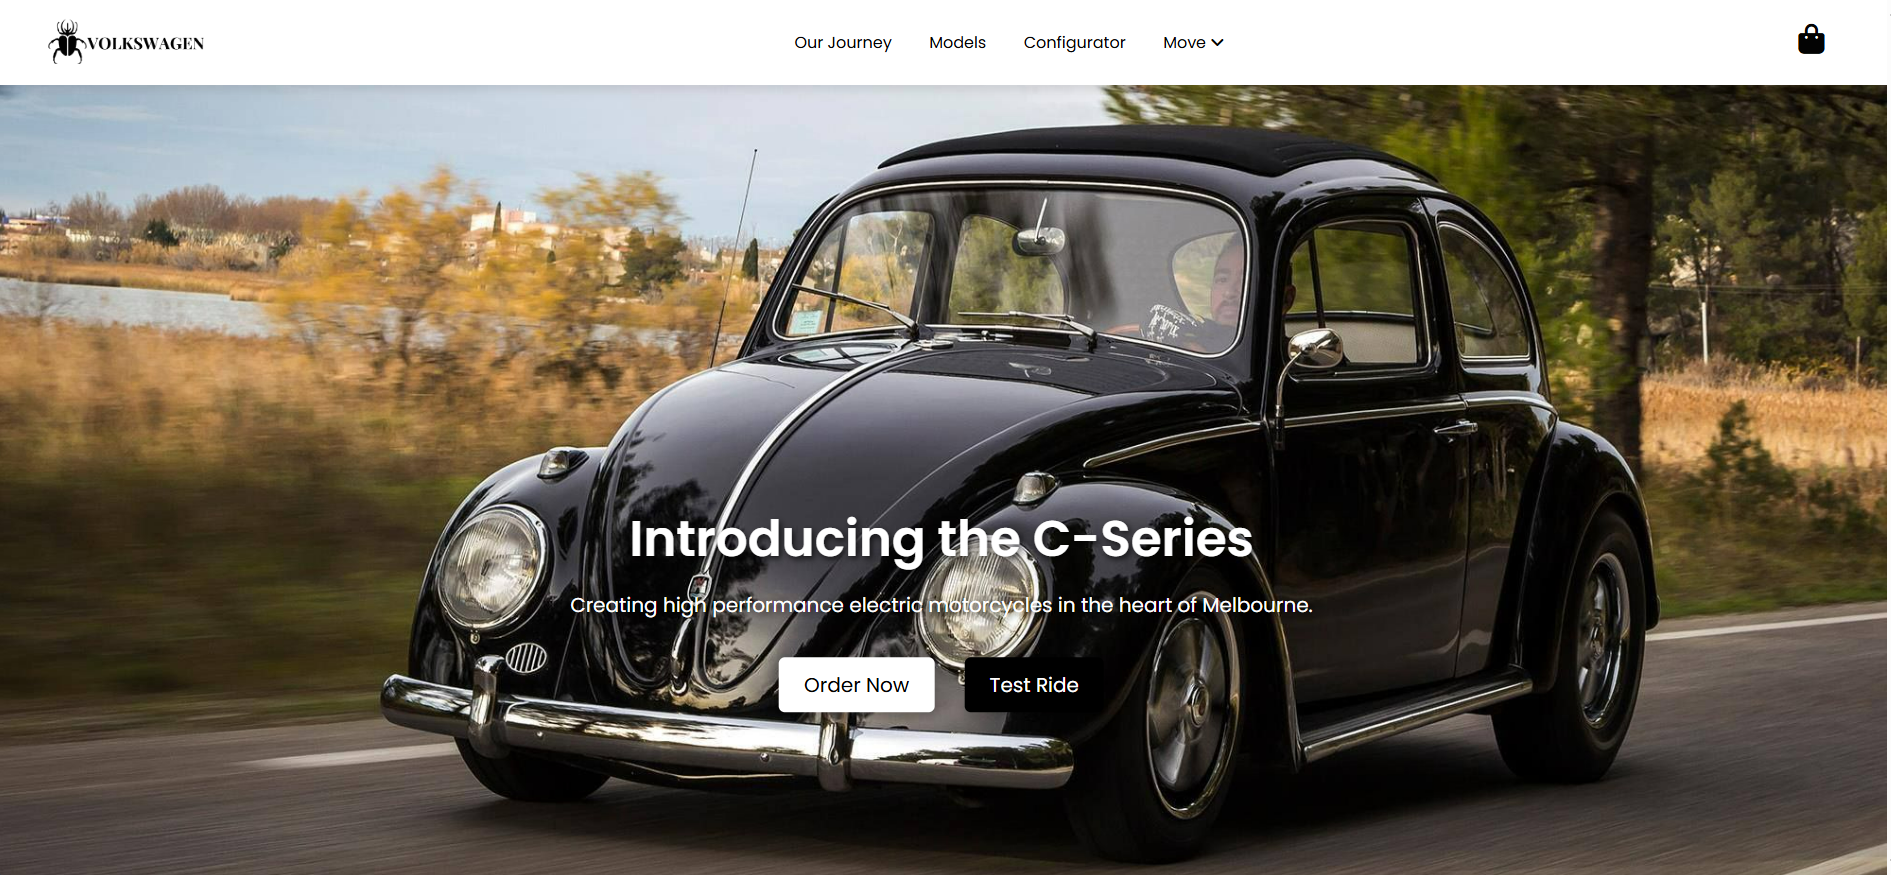 VOLKSWAGEN
Our Journey
Models
Configurator
Move
Introducing the C-Series
Creating high performance electric motorcycles in the heart of Melbourne.
Order Now
Test Ride